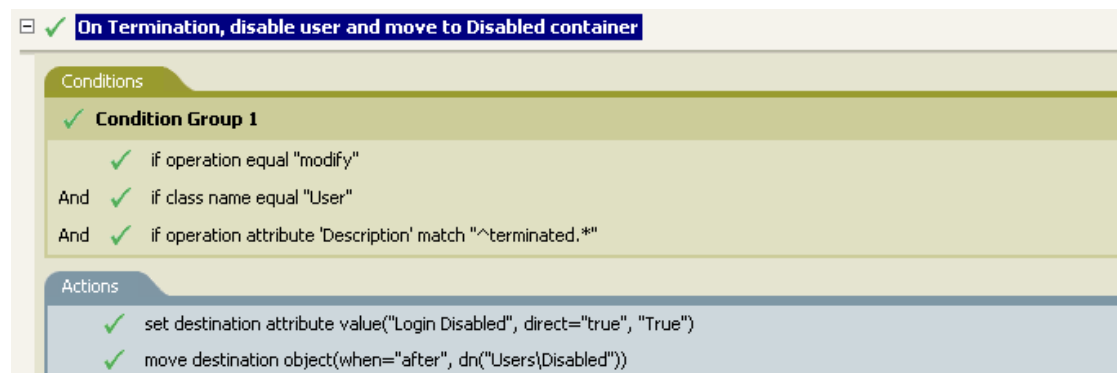 On Termination, disable user and move to Disabled container
Conditions
Condition Group 1
if operation equal "modify"
And if class name equal "User"
And if operation attribute 'Description' match "^terminated.*"
Actions
set destination attribute value("Login Disabled", direct="true", "True")
move destination object(when="after", dn("Users\Disabled"))